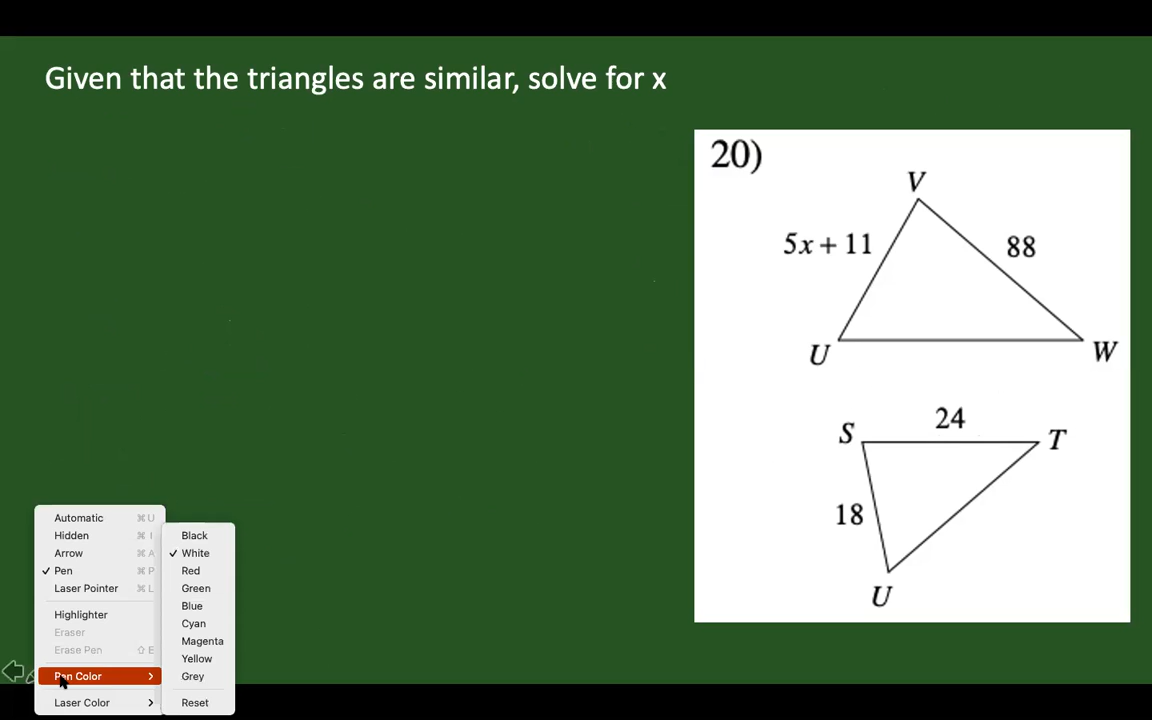 Given that the triangles are similar, solve for x
20)
V
5x + 11
88
U
W
24
S
T
18
U
Automatic ⌘ U
Hidden ⌘ I
Arrow ⌘ A
✓ Pen ⌘ P
Laser Pointer ⌘ L
Highlighter
Eraser
Erase Pen ⇧ E
Pen Color >
Laser Color >
Black
✓ White
Red
Green
Blue
Cyan
Magenta
Yellow
Grey
Reset